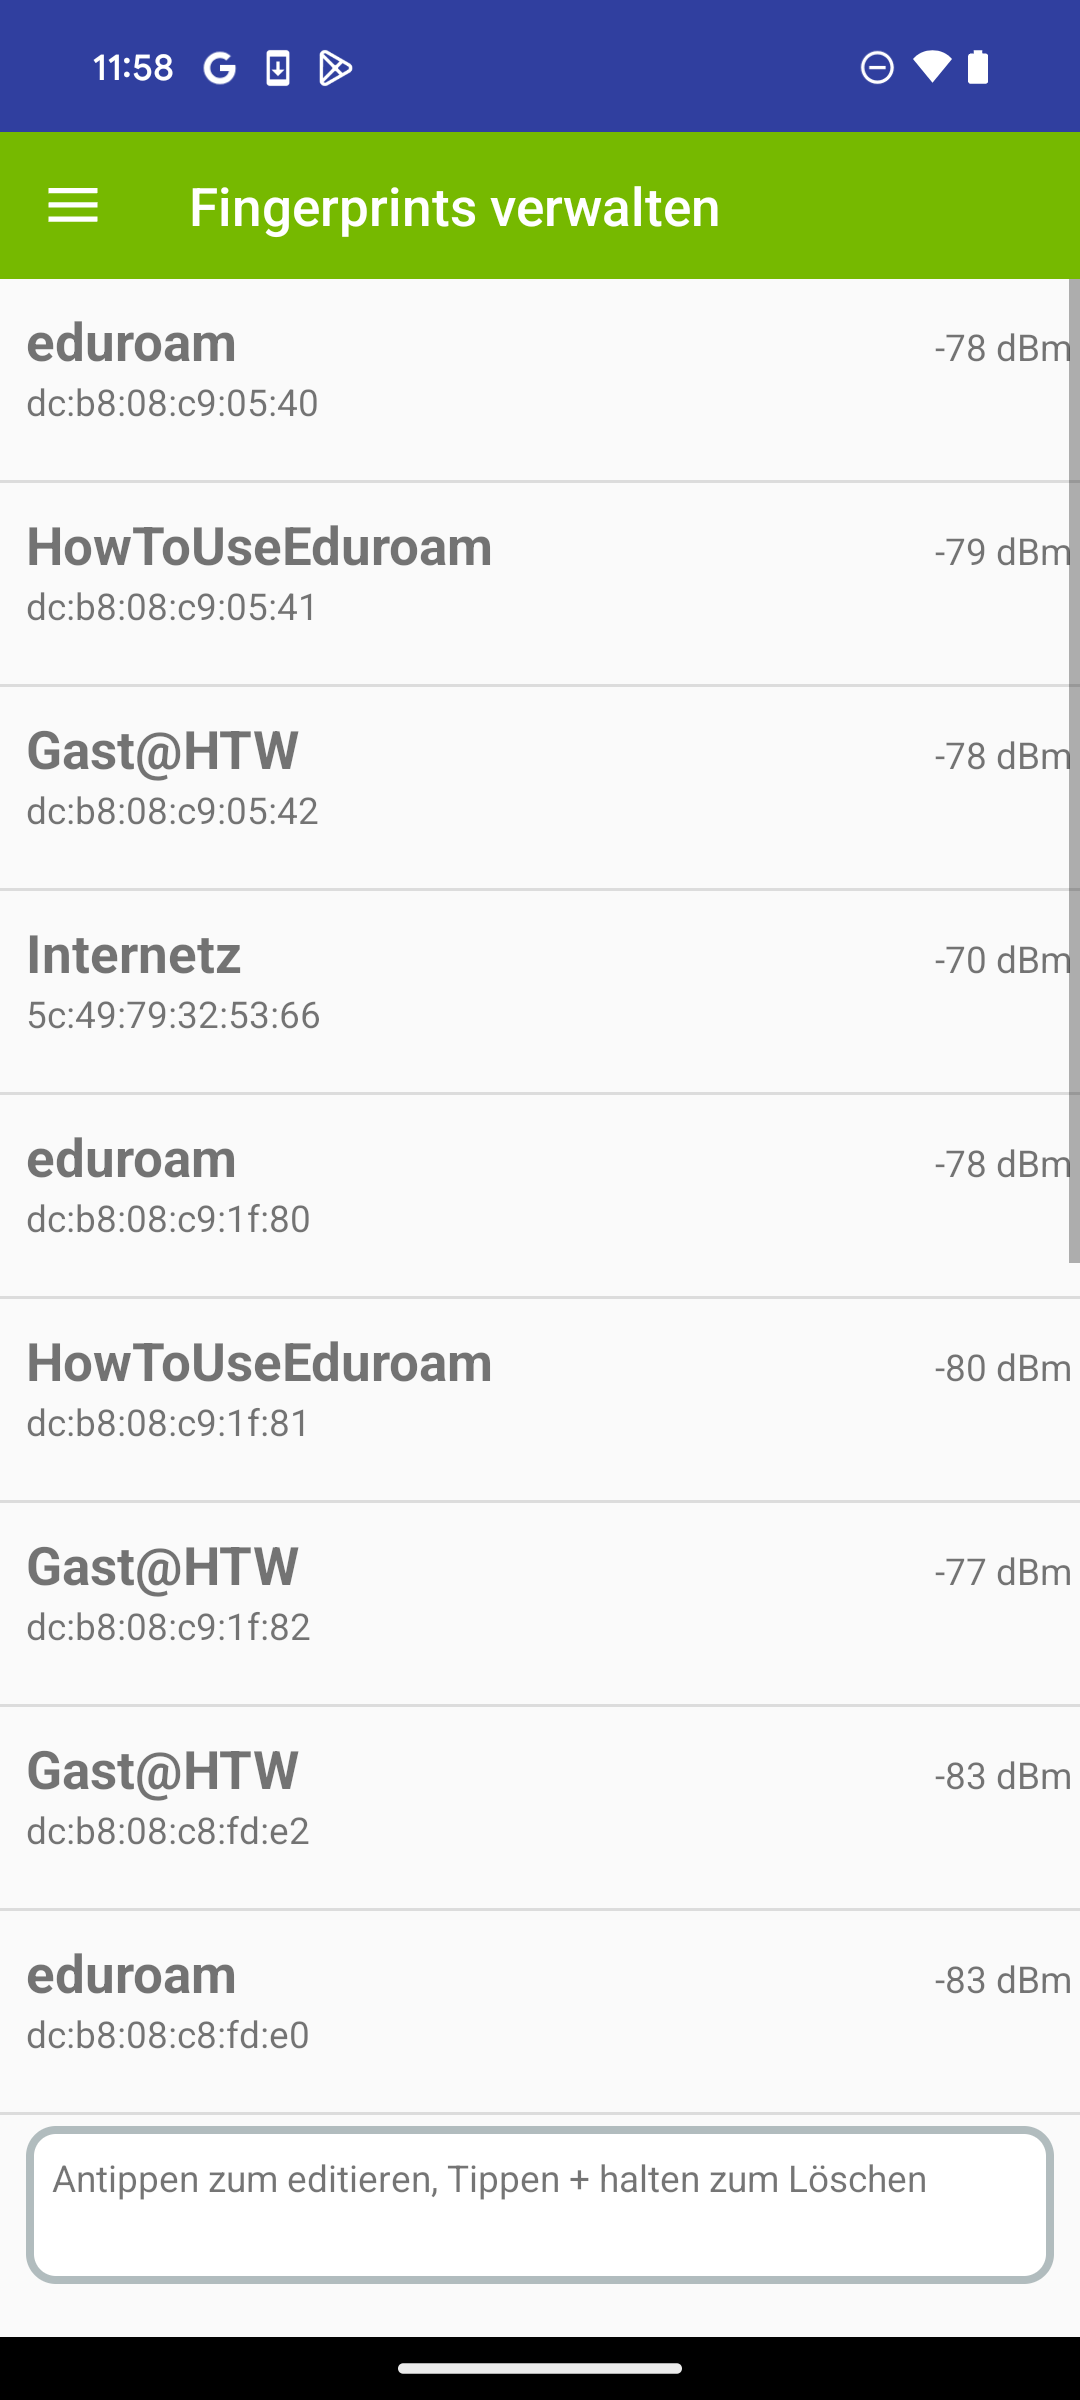 11:58
Fingerprints verwalten
eduroam
-78 dBm
dc:b8:08:c9:05:40
HowToUseEduroam
-79 dBm
dc:b8:08:c9:05:41
Gast@HTW
-78 dBm
dc:b8:08:c9:05:42
Internetz
-70 dBm
5c:49:79:32:53:66
eduroam
-78 dBm
dc:b8:08:c9:1f:80
HowToUseEduroam
-80 dBm
dc:b8:08:c9:1f:81
Gast@HTW
-77 dBm
dc:b8:08:c9:1f:82
Gast@HTW
-83 dBm
dc:b8:08:c8:fd:e2
eduroam
-83 dBm
dc:b8:08:c8:fd:e0
Antippen zum editieren, Tippen + halten zum Löschen